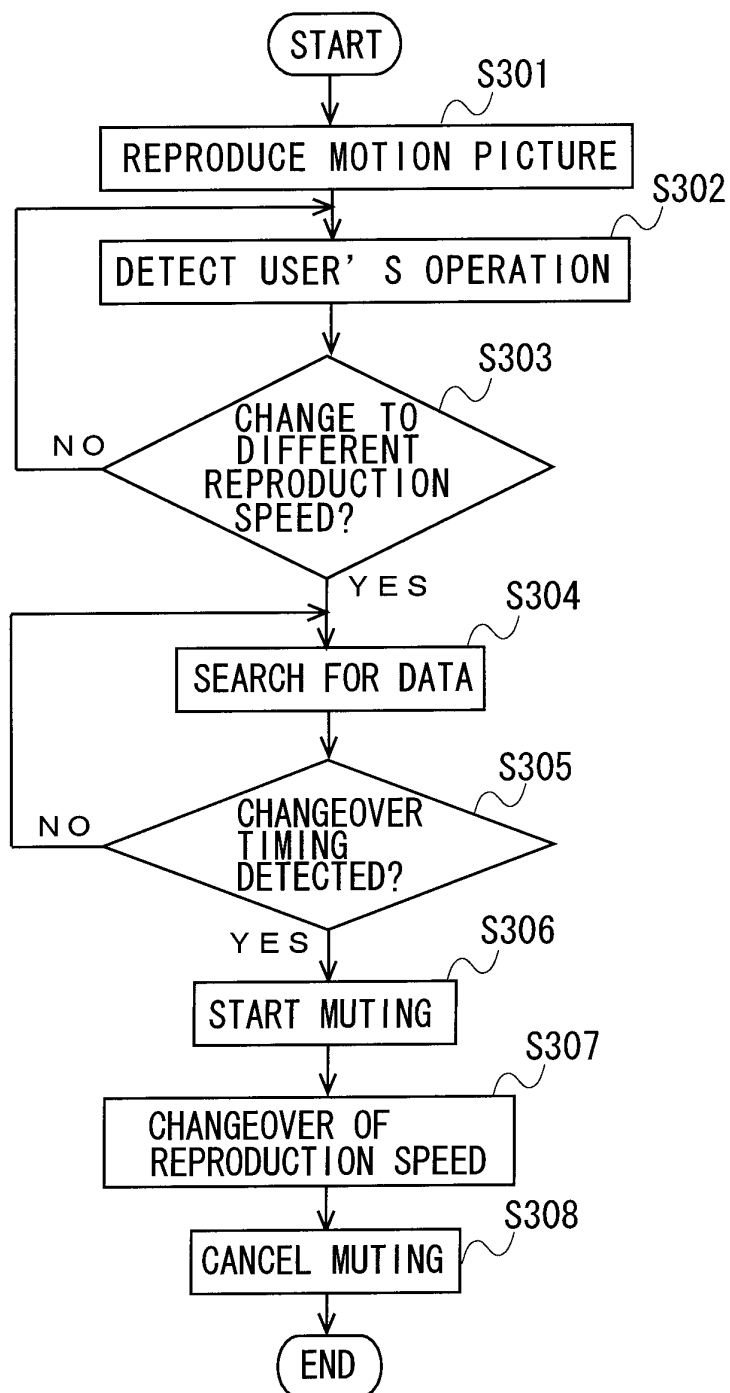 START
S301
REPRODUCE MOTION PICTURE
S302
DETECT USER'S OPERATION
S303
CHANGE TO
DIFFERENT
REPRODUCTION
SPEED?
NO
YES
S304
SEARCH FOR DATA
S305
CHANGEOVER
TIMING
DETECTED?
NO
YES
S306
START MUTING
S307
CHANGEOVER OF
REPRODUCTION SPEED
S308
CANCEL MUTING
END